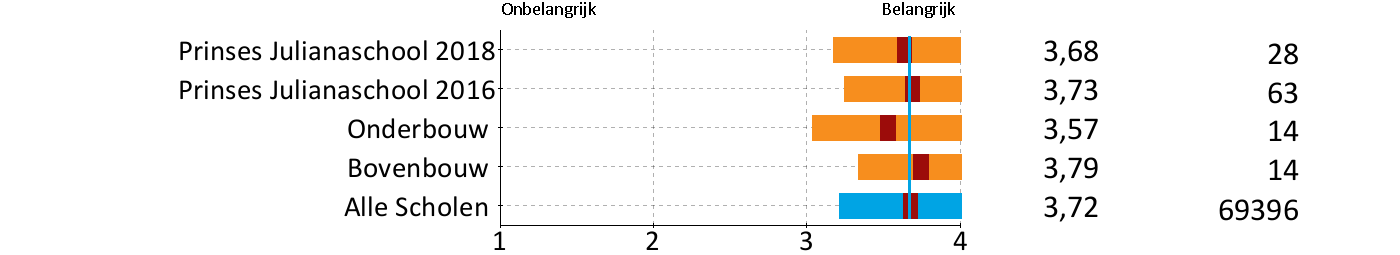 Onbelangrijk Belangrijk
Prinses Julianaschool 2018 3,68 28
Prinses Julianaschool 2016 3,73 63
Onderbouw 3,57 14
Bovenbouw 3,79 14
Alle Scholen 3,72 69396
1 2 3 4